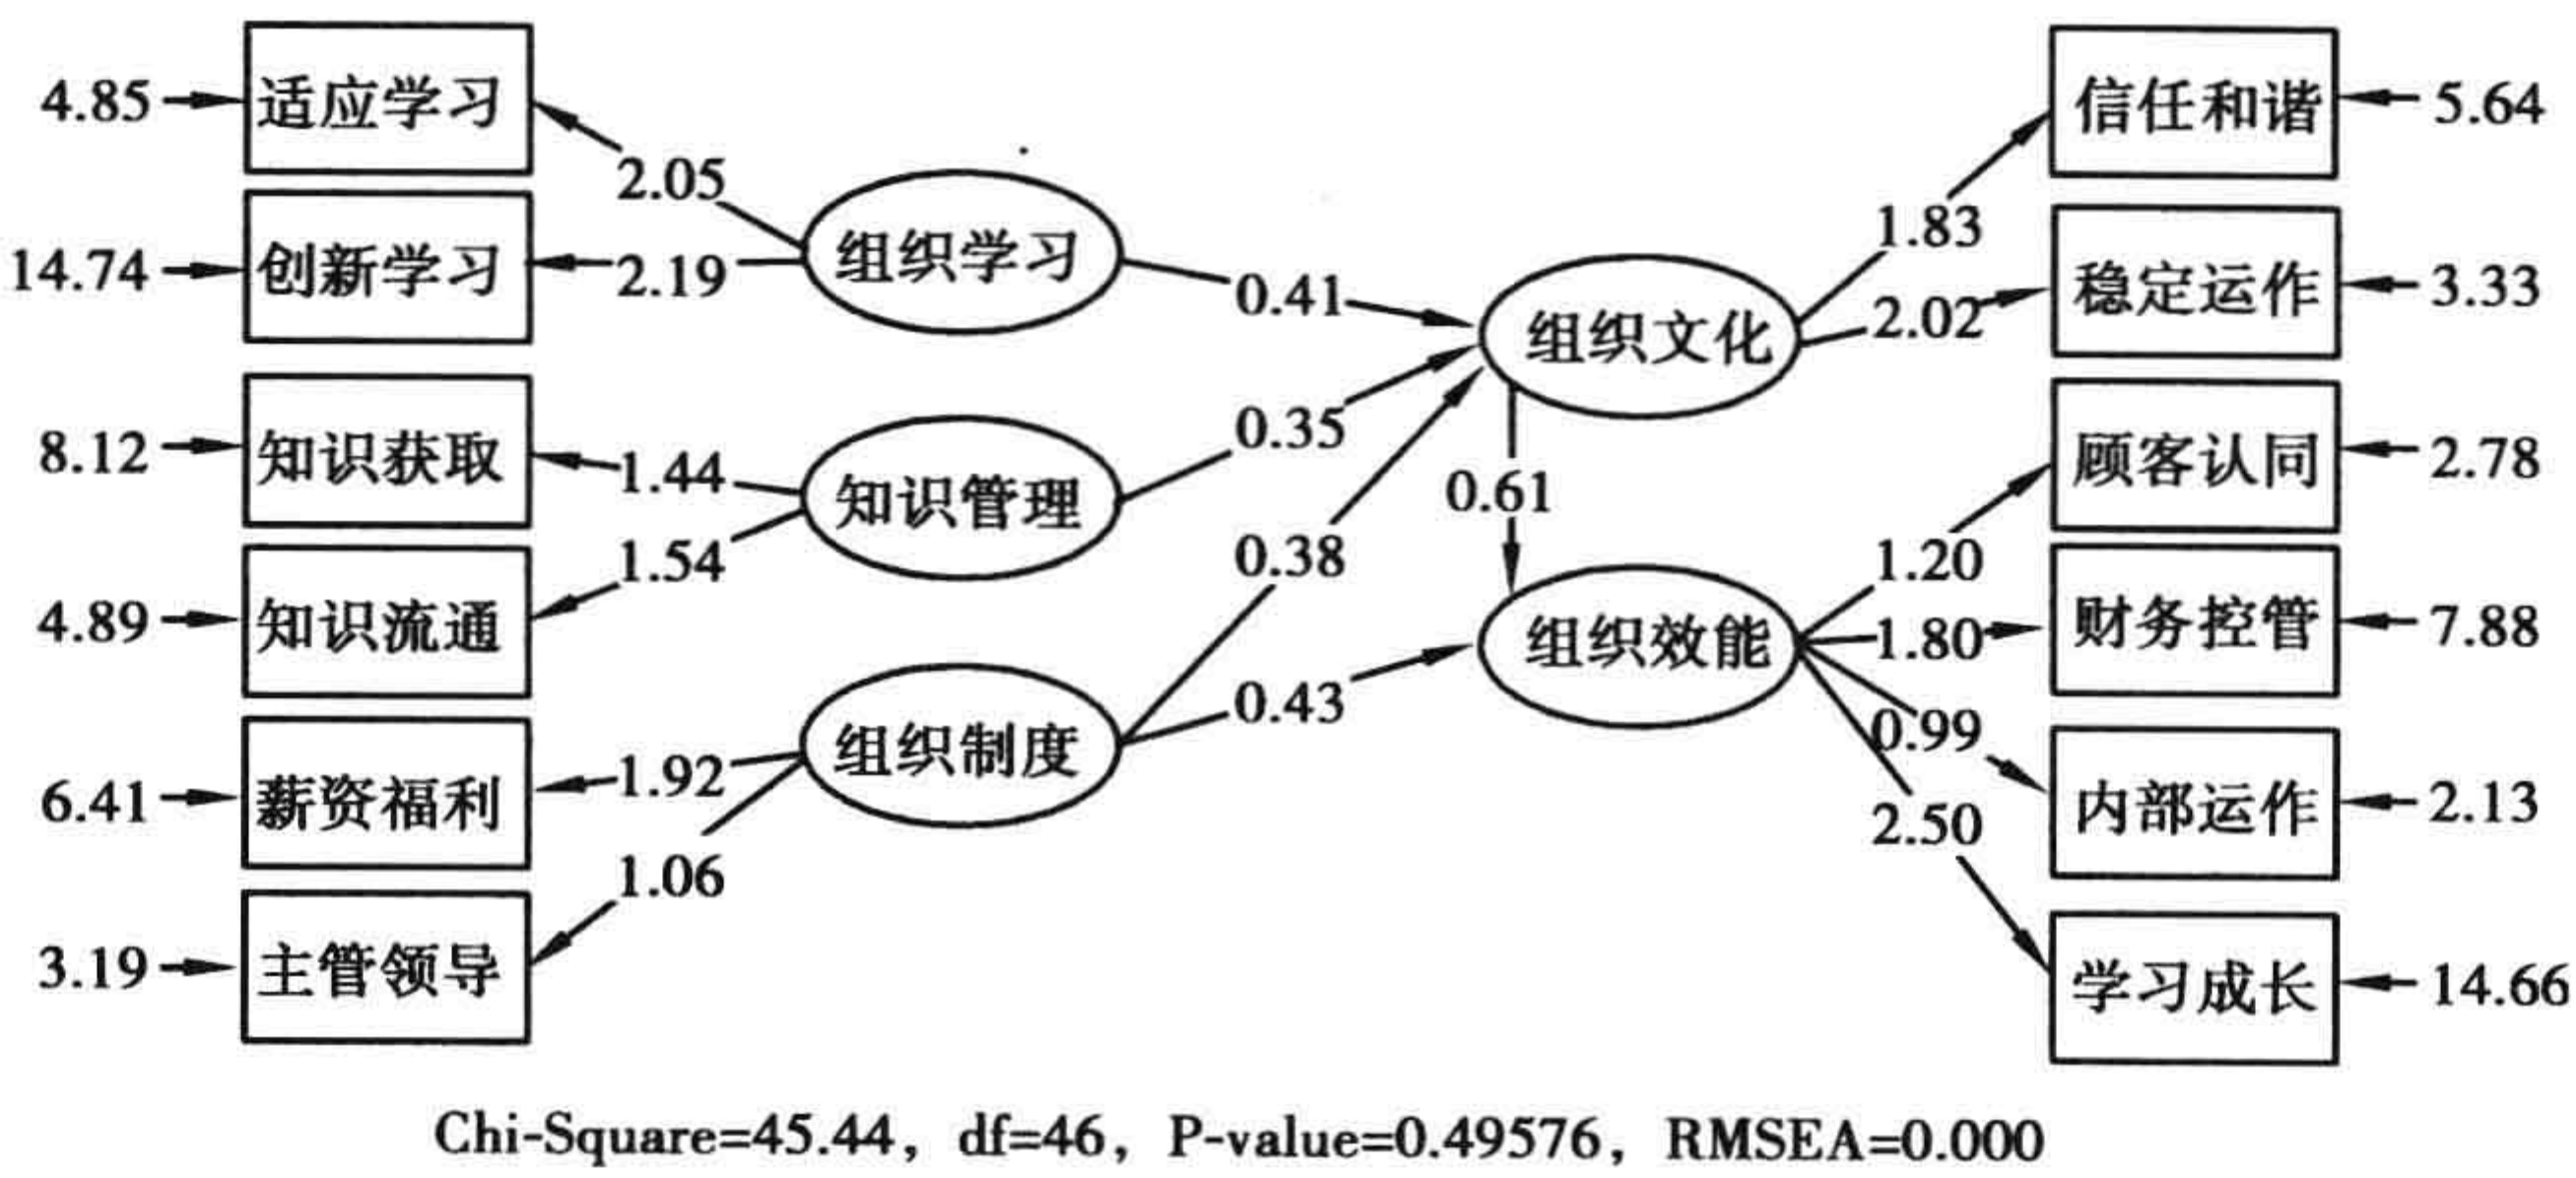 4.85 适应学习
14.74 创新学习
8.12 知识获取
4.89 知识流通
6.41 薪资福利
3.19 主管领导
2.05
2.19
1.44
1.54
1.92
1.06
组织学习
知识管理
组织制度
0.41
0.35
0.38
0.43
组织文化
0.61
组织效能
1.83
2.02
1.20
1.80
0.99
2.50
信任和谐 5.64
稳定运作 3.33
顾客认同 2.78
财务控管 7.88
内部运作 2.13
学习成长 14.66
Chi-Square=45.44, df=46, P-value=0.49576, RMSEA=0.000